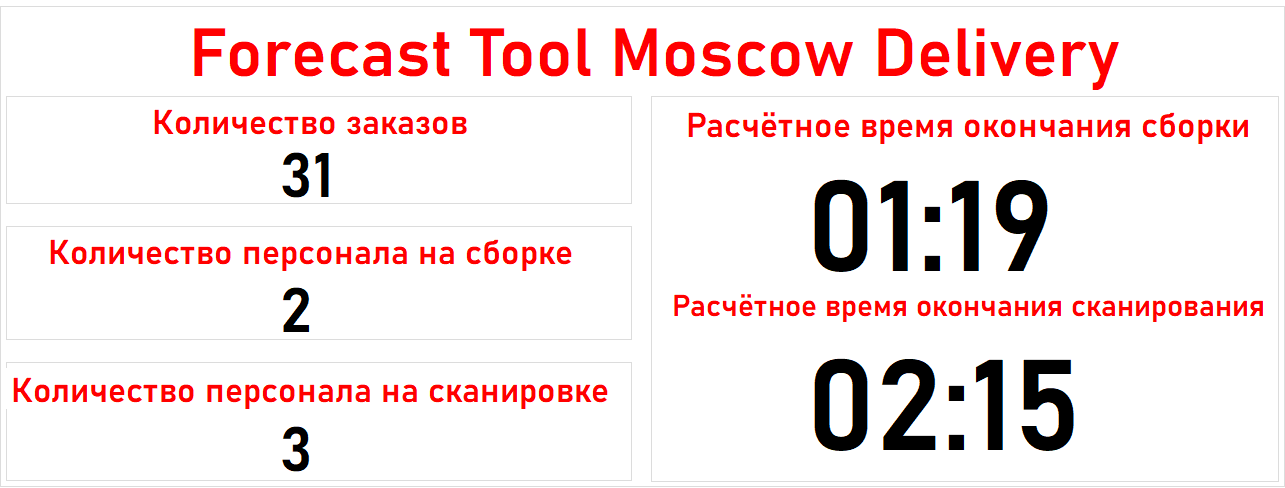 Forecast Tool Moscow Delivery
Количество заказов
31
Количество персонала на сборке
2
Количество персонала на сканировке
3
Расчётное время окончания сборки
01:19
Расчётное время окончания сканирования
02:15